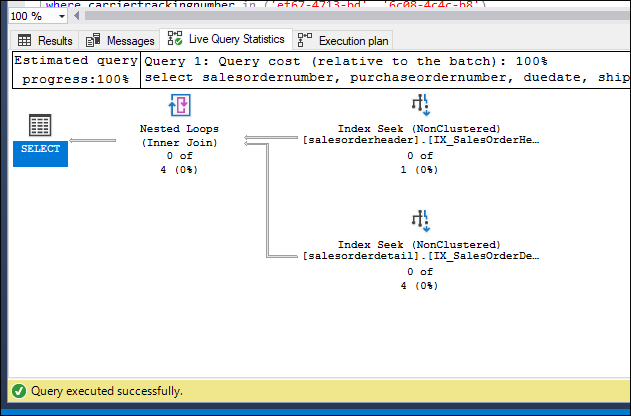 where carriertrackingnumber in ('ef67-4713-bd', '6c08-4c4c-b8')
100 %
Results Messages Live Query Statistics Execution plan
Estimated query progress:100%
Query 1: Query cost (relative to the batch): 100%
select salesordernumber, purchaseordernumber, duedate, ship
SELECT
Nested Loops
(Inner Join)
0 of
4 (0%)
Index Seek (NonClustered)
[salesorderheader].[IX_SalesOrderHe…
0 of
1 (0%)
Index Seek (NonClustered)
[salesorderdetail].[IX_SalesOrderDe…
0 of
4 (0%)
Query executed successfully.